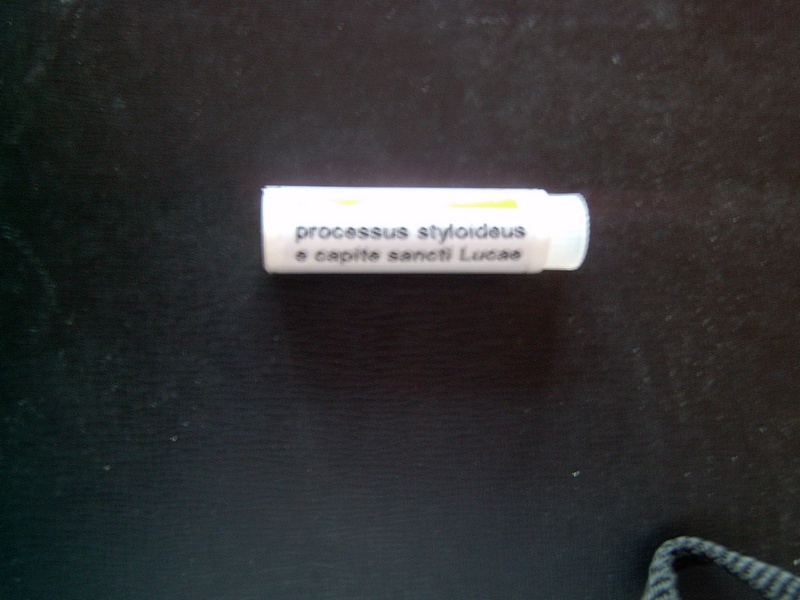 processus styloideus
e capite sancti Lucae